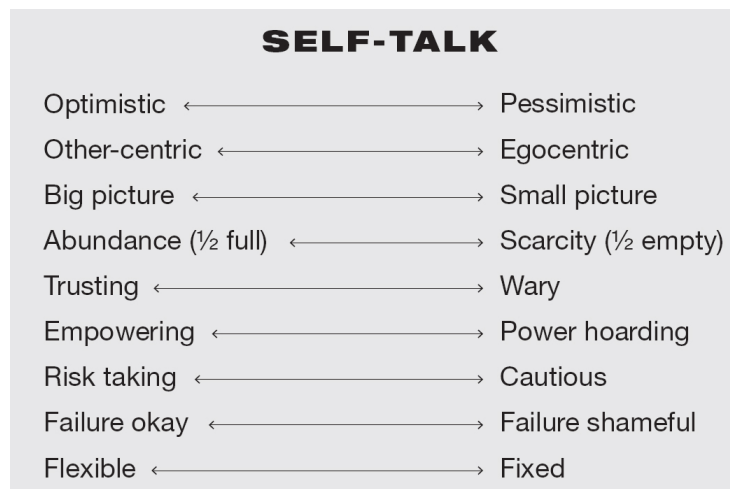 SELF-TALK
Optimistic ←→ Pessimistic
Other-centric ←→ Egocentric
Big picture ←→ Small picture
Abundance (½ full) ←→ Scarcity (½ empty)
Trusting ←→ Wary
Empowering ←→ Power hoarding
Risk taking ←→ Cautious
Failure okay ←→ Failure shameful
Flexible ←→ Fixed